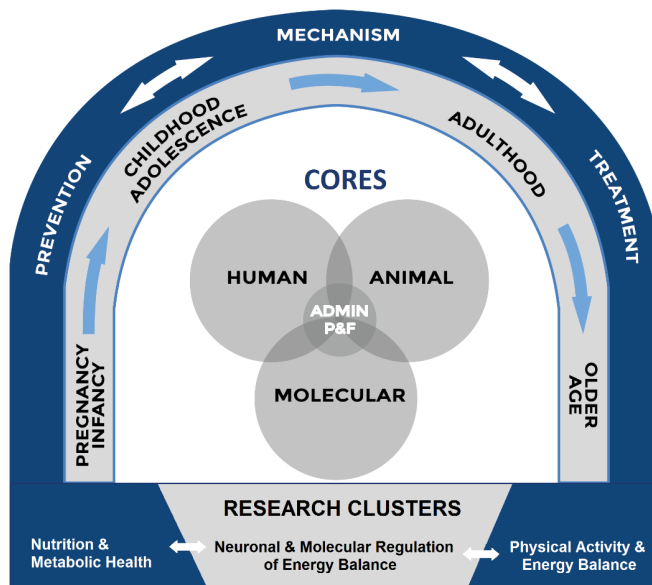 MECHANISM
PREVENTION
TREATMENT
CHILDHOOD
ADOLESCENCE
ADULTHOOD
PREGNANCY
INFANCY
OLDER
AGE
CORES
HUMAN
ANIMAL
ADMIN
P&F
MOLECULAR
RESEARCH CLUSTERS
Nutrition &
Metabolic Health
Neuronal & Molecular Regulation
of Energy Balance
Physical Activity &
Energy Balance